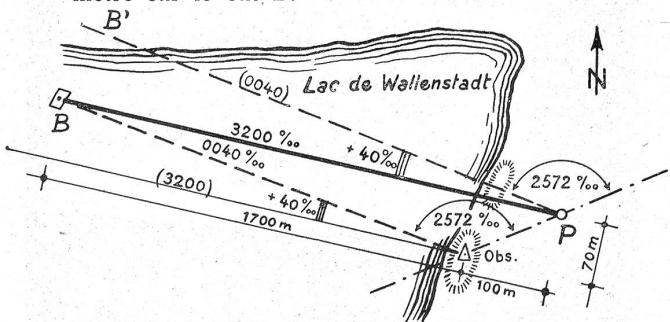 B'
(0040)
Lac de Wallenstadt
N
B
3200 ‰
0040 ‰
+40‰
2572 ‰
(3200)
+40‰
2572 ‰
1700 m
P
Obs.
70 m
100 m